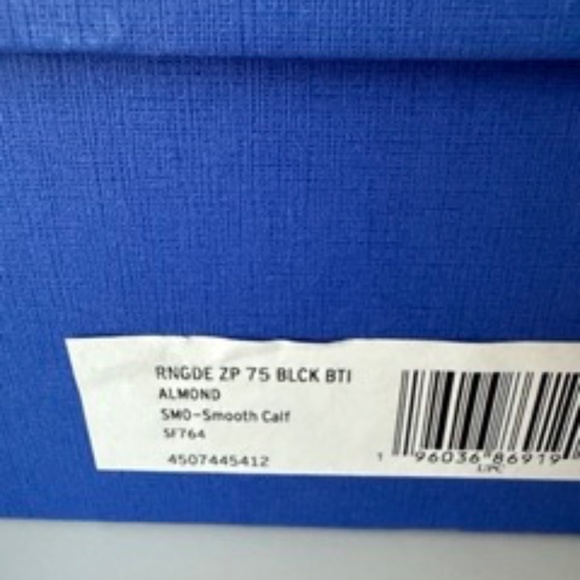 RNGDE ZP 75 BLCK BTI
ALMOND
SMO-Smooth Calf
SF764
4507445412
1 96036 86919
UPC